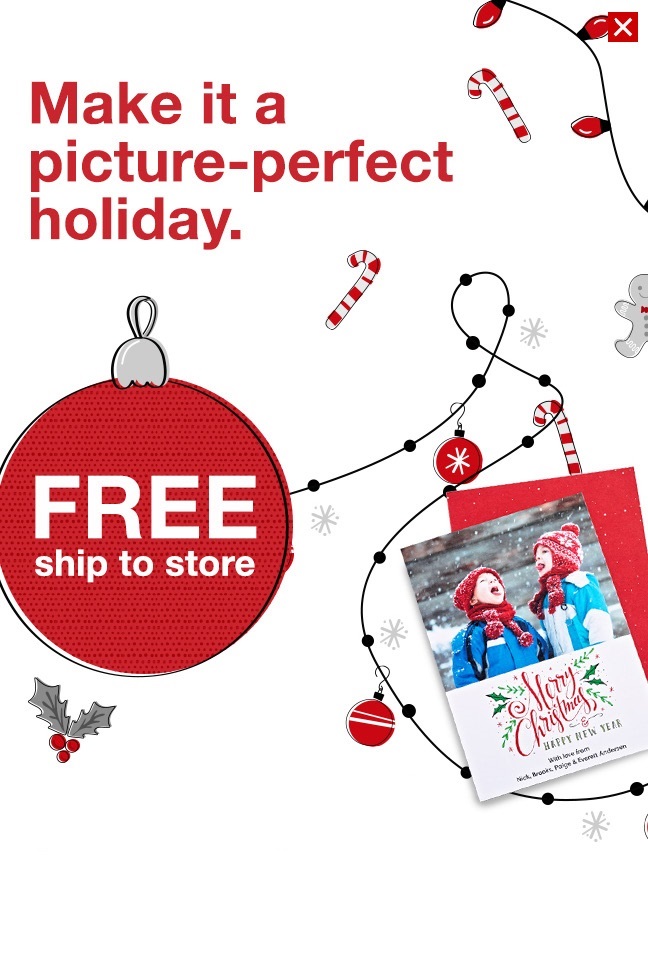 Make it a
picture-perfect
holiday.
FREE
ship to store
Merry
Christmas
&
HAPPY NEW YEAR
With love from
Nick, Brooks, Paige & Everett Andersen